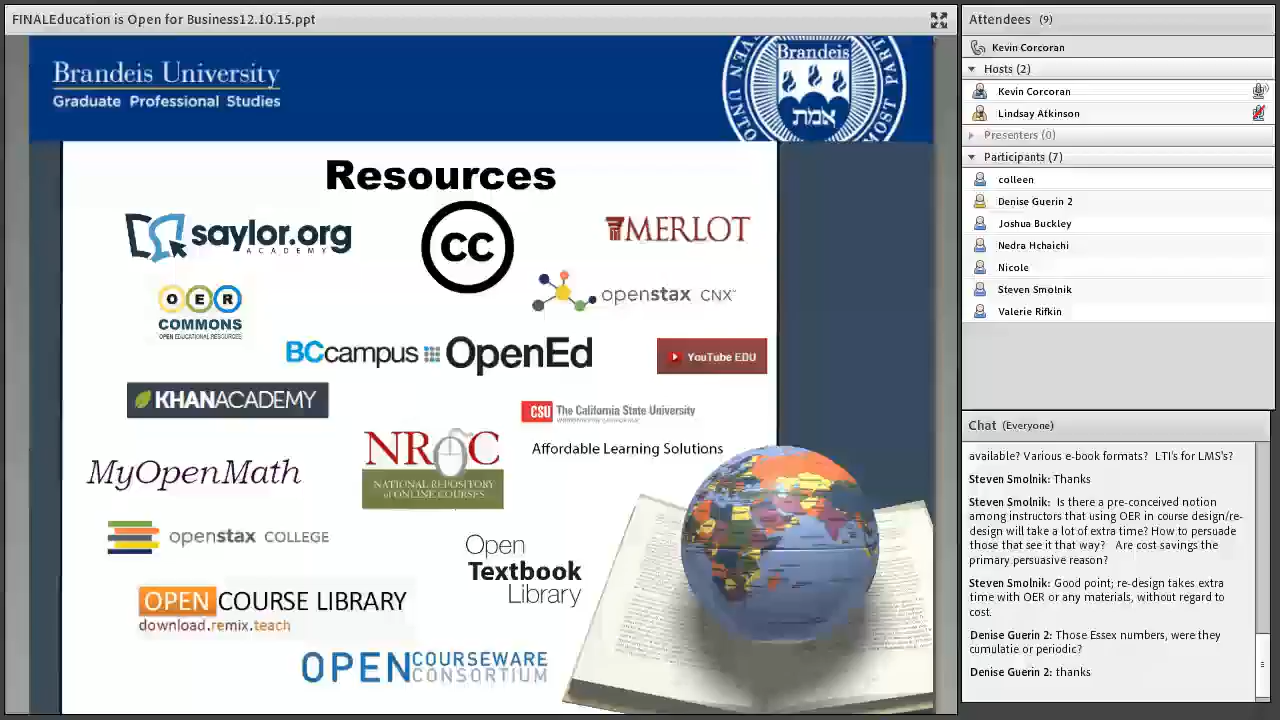 FINALEducation is Open for Business12.10.15.ppt
Brandeis University
Graduate Professional Studies
Brandeis
אמת
Resources
saylor.org
ACADEMY
CC
MERLOT
OER
COMMONS
OPEN EDUCATIONAL RESOURCES
openstax CNX
BCcampus OpenEd
YouTube EDU
KHANACADEMY
CSU The California State University
Affordable Learning Solutions
NROC
NATIONAL REPOSITORY
of ONLINE COURSES
MyOpenMath
openstax COLLEGE
Open
Textbook
Library
OPEN COURSE LIBRARY
download.remix.teach
OPENCOURSEWARE
CONSORTIUM
Attendees (9)
Kevin Corcoran
Hosts (2)
Kevin Corcoran
Lindsay Atkinson
Presenters (0)
Participants (7)
colleen
Denise Guerin 2
Joshua Buckley
Nedra Nchaichi
Nicole
Steven Smolnik
Valerie Rifkin
Chat (Everyone)
available? Various e-book formats? LTI's for LMS's?
Steven Smolnik: Thanks
Steven Smolnik: Is there a pre-conceived notion
among instructors that using OER in course design/re-
design will take a lot of extra time? How to persuade
those that see it that way? Are cost savings the
primary persuasive reason?
Steven Smolnik: Good point; re-design takes extra
time with OER or any materials, without regard to
cost.
Denise Guerin 2: Those Essex numbers, were they
cumulatie or periodic?
Denise Guerin 2: thanks